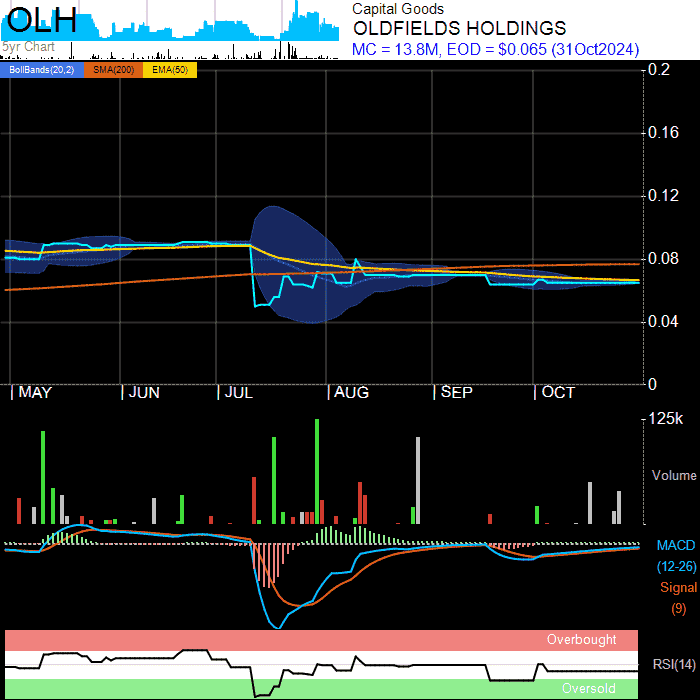 OLH
5yr Chart
Capital Goods
OLDFIELDS HOLDINGS
MC = 13.8M, EOD = $0.065 (31Oct2024)
BollBands(20,2) SMA(200) EMA(50)
0.2
0.16
0.12
0.08
0.04
0
MAY JUN JUL AUG SEP OCT
125k
Volume
MACD
(12-26)
Signal
(9)
Overbought
RSI(14)
Oversold